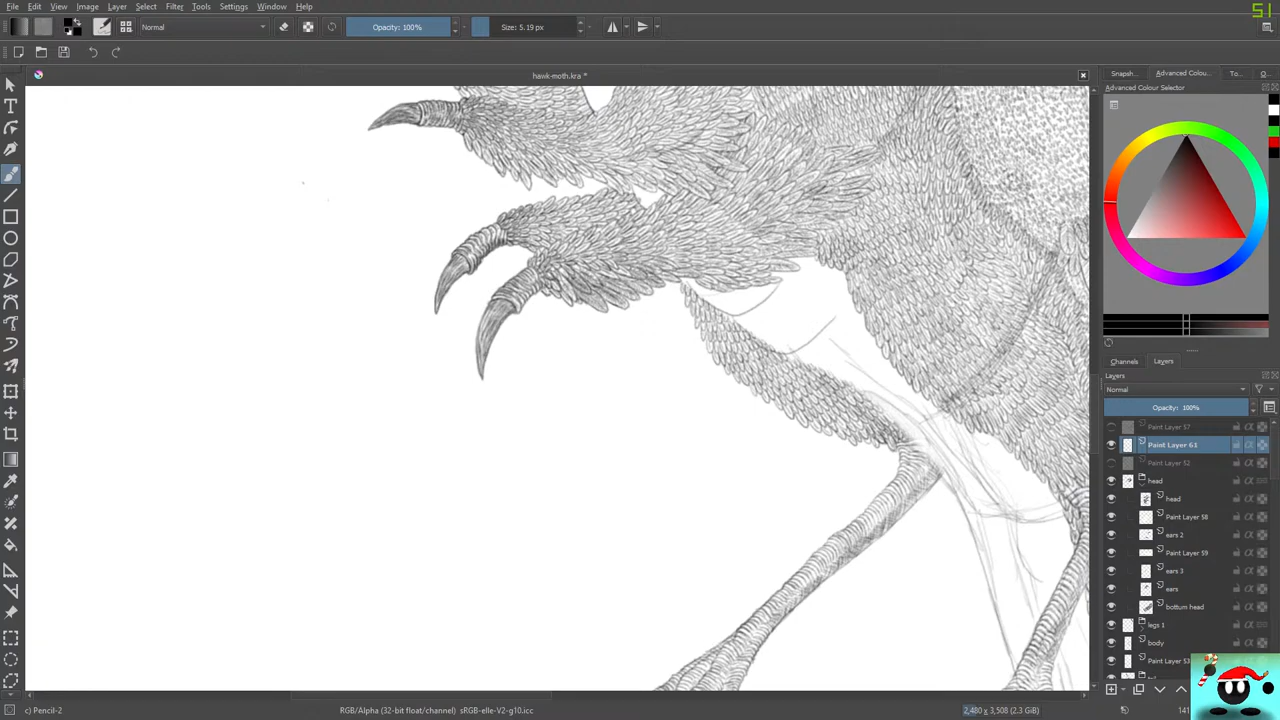 File Edit View Image Layer Select Filter Tools Settings Window Help
51
Normal Opacity: 100% Size: 5.19 px
hawk-moth.kra *
Snapsh... Advanced Colou... To... O...
Advanced Colour Selector
Channels Layers
Layers
Normal
Opacity: 100%
Paint Layer 57
Paint Layer 61
Paint Layer 52
head
head
Paint Layer 58
ears 2
Paint Layer 59
ears 3
ears
bottum head
legs 1
body
Paint Layer 53
c) Pencil-2 RGB/Alpha (32-bit float/channel) sRGB-elle-V2-g10.icc 2,480 x 3,508 (2.3 GiB) 141